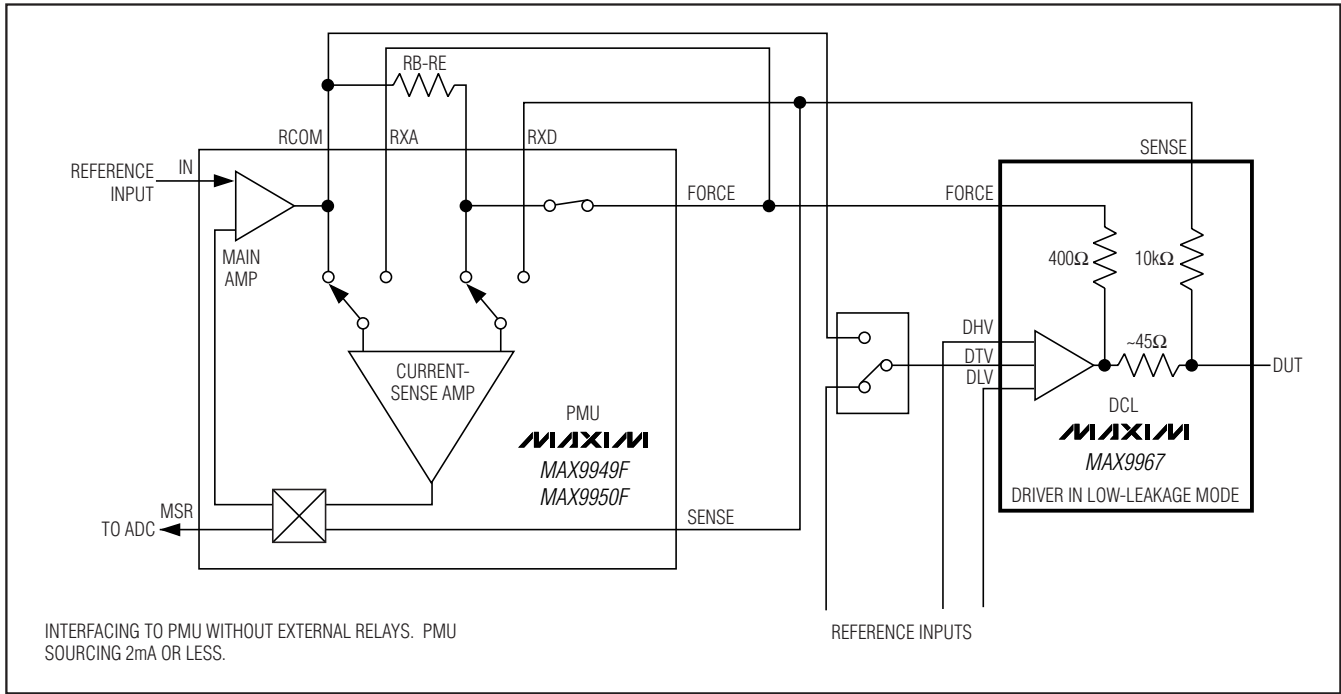 RB-RE
RCOM
RXA
RXD
SENSE
REFERENCE
INPUT
IN
FORCE
FORCE
MAIN
AMP
400Ω
10kΩ
DHV
DTV
DLV
~45Ω
DUT
CURRENT-
SENSE AMP
PMU
MAXIM
MAX9949F
MAX9950F
DCL
MAXIM
MAX9967
DRIVER IN LOW-LEAKAGE MODE
MSR
TO ADC
SENSE
INTERFACING TO PMU WITHOUT EXTERNAL RELAYS. PMU
SOURCING 2mA OR LESS.
REFERENCE INPUTS